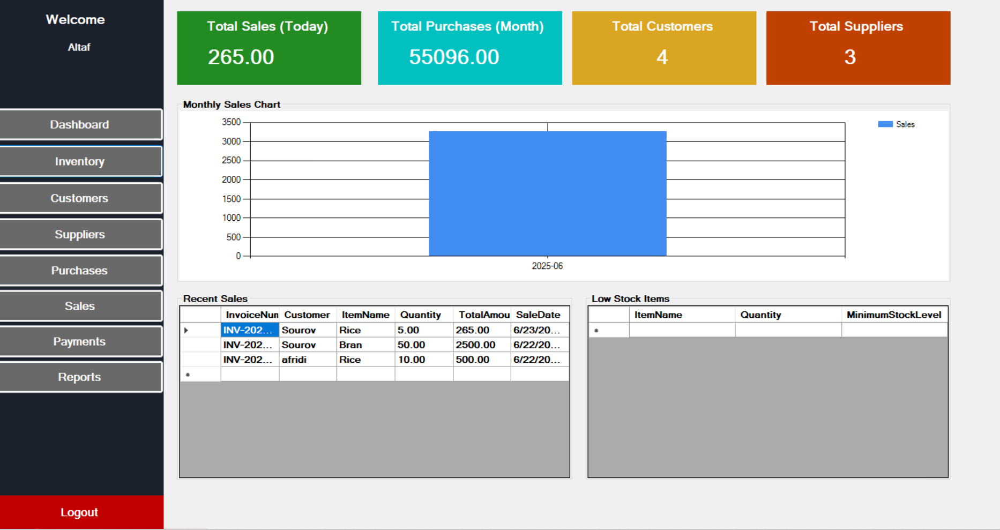 Welcome
Altaf
Dashboard
Inventory
Customers
Suppliers
Purchases
Sales
Payments
Reports
Logout
Total Sales (Today)
265.00
Total Purchases (Month)
55096.00
Total Customers
4
Total Suppliers
3
Monthly Sales Chart
3500
3000
2500
2000
1500
1000
500
0
2025-06
Sales
Recent Sales
InvoiceNun Customer ItemName Quantity TotalAmou SaleDate
INV-202... Sourov Rice 5.00 265.00 6/23/20...
INV-202... Sourov Bran 50.00 2500.00 6/22/20...
INV-202... afridi Rice 10.00 500.00 6/22/20...
Low Stock Items
ItemName Quantity MinimumStockLevel